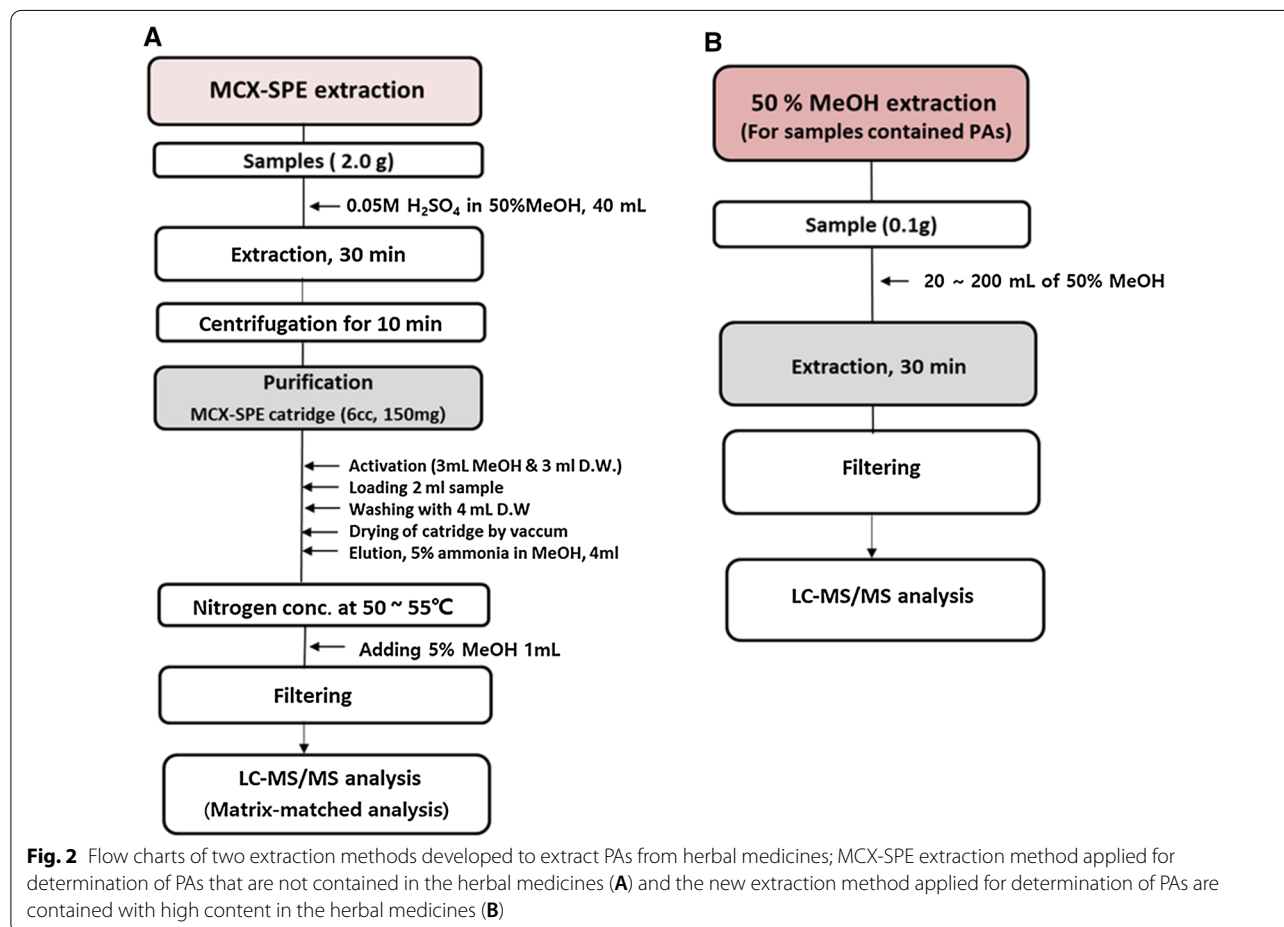 A
MCX-SPE extraction
Samples ( 2.0 g)
0.05M H₂SO₄ in 50%MeOH, 40 mL
Extraction, 30 min
Centrifugation for 10 min
Purification
MCX-SPE catridge (6cc, 150mg)
Activation (3mL MeOH & 3 ml D.W.)
Loading 2 ml sample
Washing with 4 mL D.W
Drying of catridge by vaccum
Elution, 5% ammonia in MeOH, 4ml
Nitrogen conc. at 50 ~ 55℃
Adding 5% MeOH 1mL
Filtering
LC-MS/MS analysis
(Matrix-matched analysis)
B
50 % MeOH extraction
(For samples contained PAs)
Sample (0.1g)
20 ~ 200 mL of 50% MeOH
Extraction, 30 min
Filtering
LC-MS/MS analysis
Fig. 2 Flow charts of two extraction methods developed to extract PAs from herbal medicines; MCX-SPE extraction method applied for
determination of PAs that are not contained in the herbal medicines (A) and the new extraction method applied for determination of PAs are
contained with high content in the herbal medicines (B)